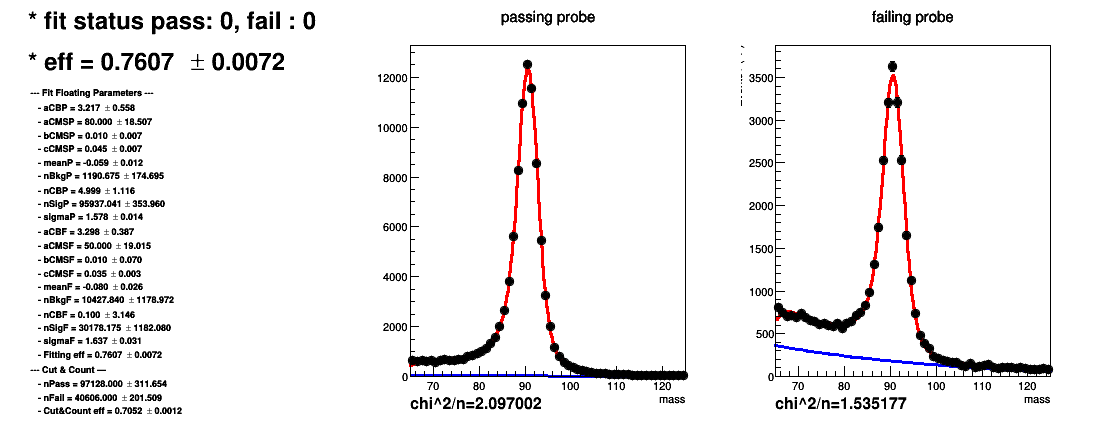 * fit status pass: 0, fail : 0
* eff = 0.7607 ± 0.0072
--- Fit Floating Parameters ---
- aCBP = 3.217 ± 0.558
- aCMSP = 80.000 ± 18.507
- bCMSP = 0.010 ± 0.007
- cCMSP = 0.045 ± 0.007
- meanP = -0.059 ± 0.012
- nBkgP = 1190.675 ± 174.695
- nCBP = 4.999 ± 1.116
- nSigP = 95937.041 ± 353.960
- sigmaP = 1.578 ± 0.014
- aCBF = 3.298 ± 0.387
- aCMSF = 50.000 ± 19.015
- bCMSF = 0.010 ± 0.070
- cCMSF = 0.035 ± 0.003
- meanF = -0.080 ± 0.026
- nBkgF = 10427.840 ± 1178.972
- nCBF = 0.100 ± 3.146
- nSigF = 30178.175 ± 1182.080
- sigmaF = 1.637 ± 0.031
- Fitting eff = 0.7607 ± 0.0072
--- Cut & Count ---
- nPass = 97128.000 ± 311.654
- nFail = 40606.000 ± 201.509
- Cut&Count eff = 0.7052 ± 0.0012
passing probe
12000
10000
8000
6000
4000
2000
0
70 80 90 100 110 120
mass
chi^2/n=2.097002
failing probe
3500
3000
2500
2000
1500
1000
500
0
70 80 90 100 110 120
mass
chi^2/n=1.535177